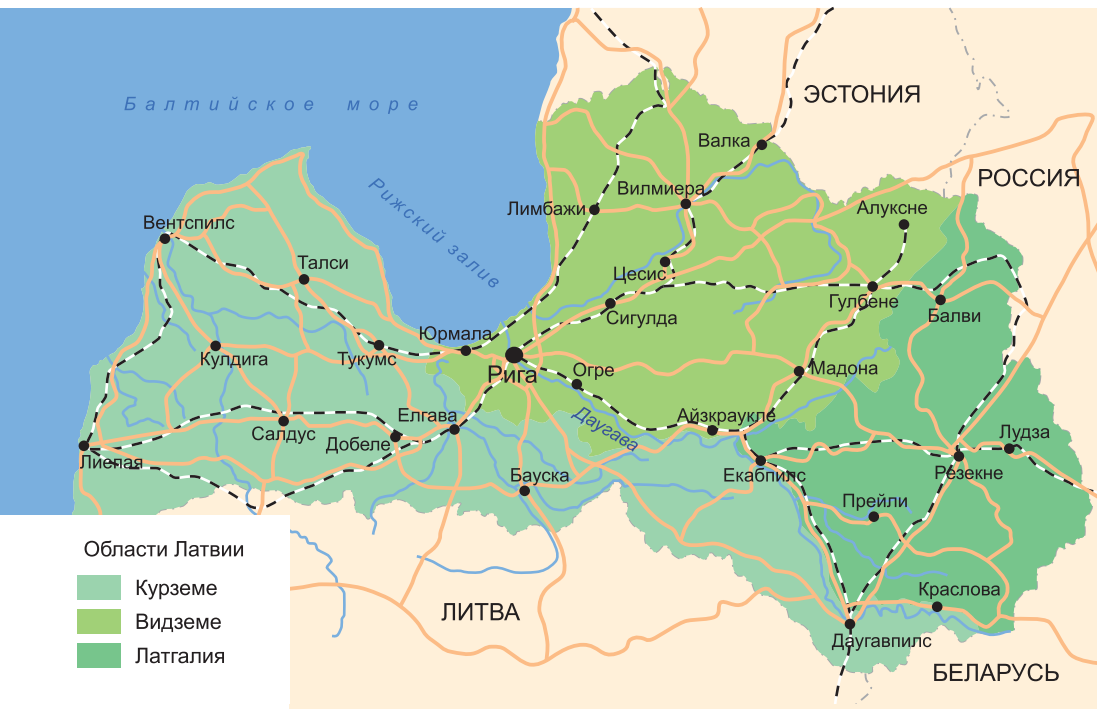 Балтийское море
ЭСТОНИЯ
Валка
РОССИЯ
Рижский залив
Вилмиера
Лимбажи
Алуксне
Вентспилс
Талси
Цесис
Гулбене
Сигулда
Балви
Юрмала
Кулдига
Тукумс
Рига
Огре
Мадона
Елгава
Даугава
Айзкраукле
Салдус
Добеле
Лудза
Лиепая
Бауска
Екабпилс
Резекне
Прейли
Области Латвии
Курземе
Видземе
Латгалия
ЛИТВА
Краслова
Даугавпилс
БЕЛАРУСЬ